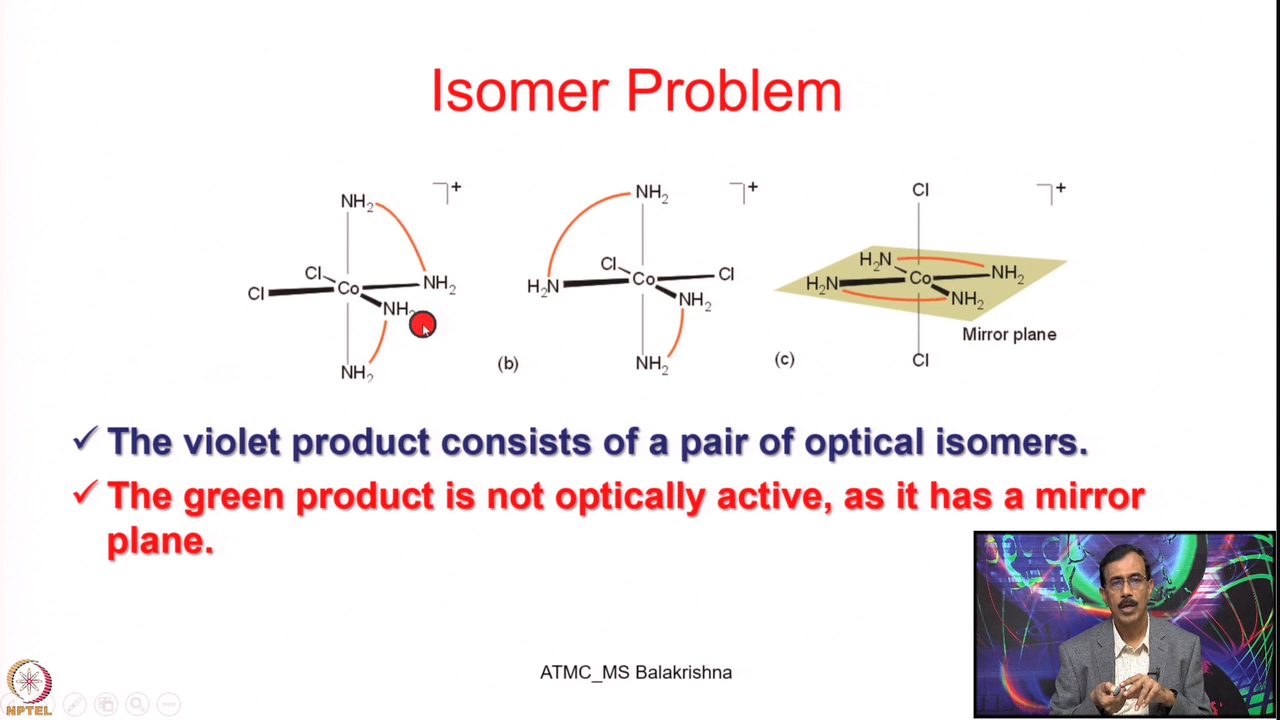 Isomer Problem
NH₂
Cl
Co
Cl
NH₂
NH₂
NH₂
⁺
(b)
NH₂
Cl
Co
Cl
H₂N
NH₂
NH₂
⁺
(c)
Cl
H₂N
Co
NH₂
H₂N
NH₂
Cl
⁺
Mirror plane
✓ The violet product consists of a pair of optical isomers.
✓ The green product is not optically active, as it has a mirror
plane.
ATMC_MS Balakrishna
NPTEL